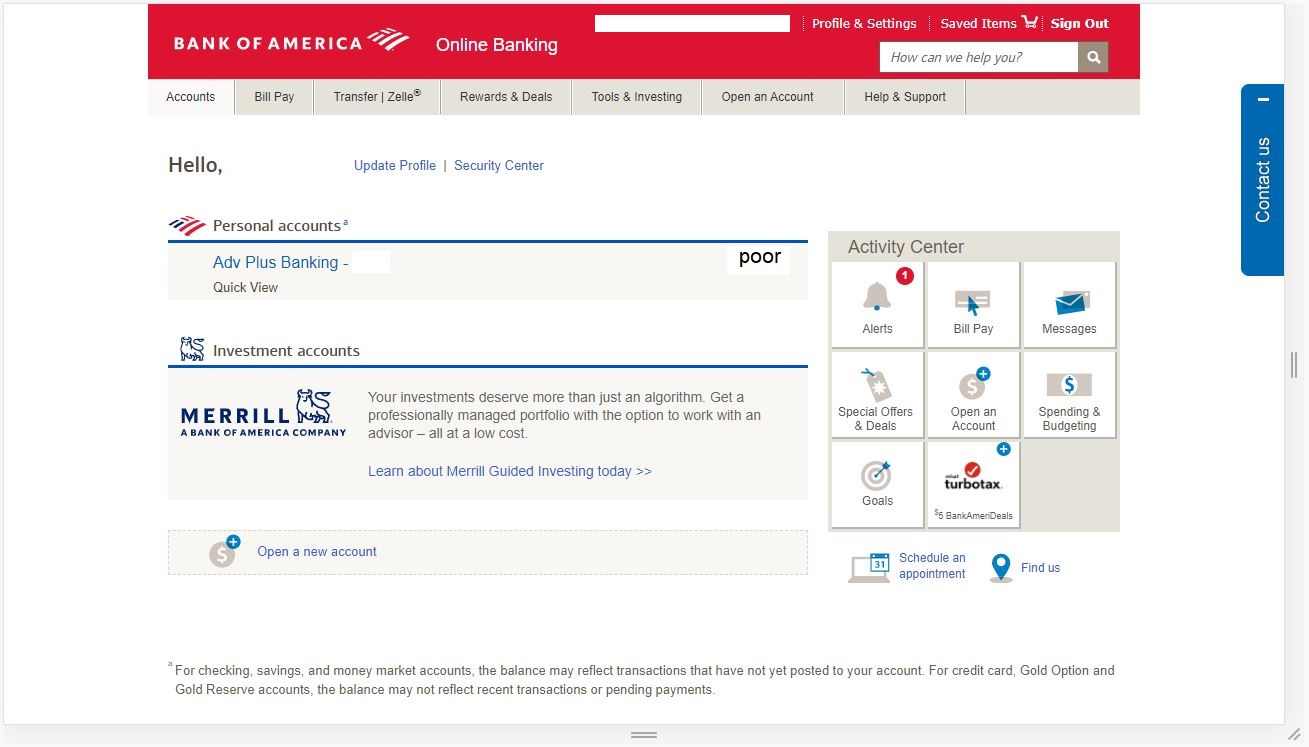 BANK OF AMERICA
Online Banking
Profile & Settings
Saved Items
Sign Out
How can we help you?
Accounts
Bill Pay
Transfer | Zelle®
Rewards & Deals
Tools & Investing
Open an Account
Help & Support
Contact us
Hello,
Update Profile | Security Center
Personal accounts a
Adv Plus Banking -
poor
Quick View
Investment accounts
MERRILL
A BANK OF AMERICA COMPANY
Your investments deserve more than just an algorithm. Get a
professionally managed portfolio with the option to work with an
advisor – all at a low cost.
Learn about Merrill Guided Investing today >>
Open a new account
Activity Center
1
Alerts
Bill Pay
Messages
Special Offers
& Deals
Open an
Account
Spending &
Budgeting
Goals
intuit
turbotax.
$5 BankAmeriDeals
31
Schedule an
appointment
Find us
a For checking, savings, and money market accounts, the balance may reflect transactions that have not yet posted to your account. For credit card, Gold Option and
Gold Reserve accounts, the balance may not reflect recent transactions or pending payments.